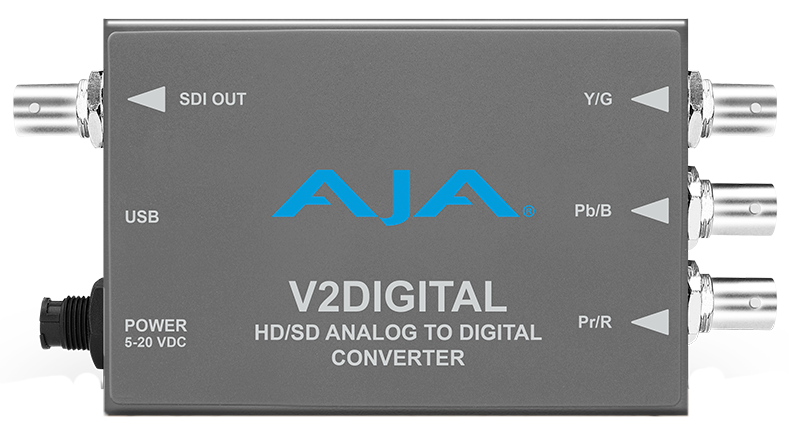 SDI OUT
Y/G
USB
AJA®
Pb/B
V2DIGITAL
HD/SD ANALOG TO DIGITAL
CONVERTER
POWER
5-20 VDC
Pr/R